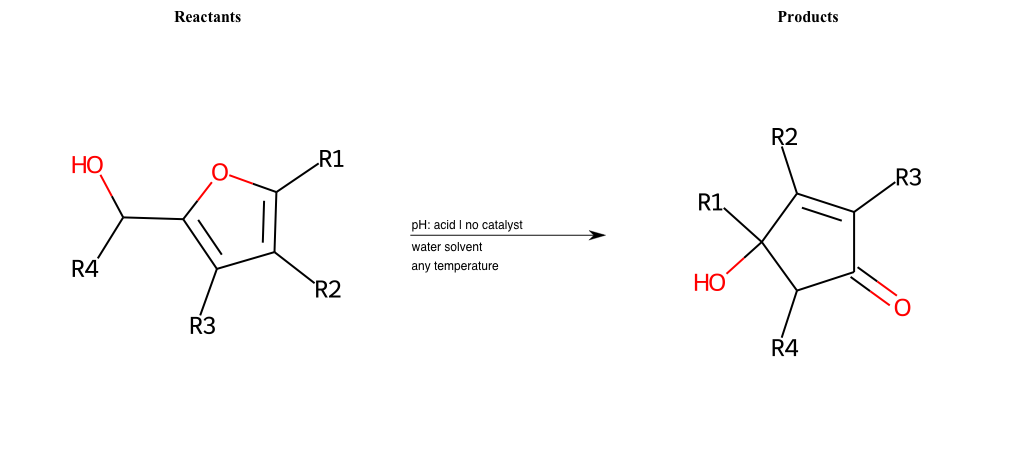 Reactants
Products
HO
O
R1
R4
R2
R3
pH: acid | no catalyst
water solvent
any temperature
R2
R3
R1
HO
O
R4